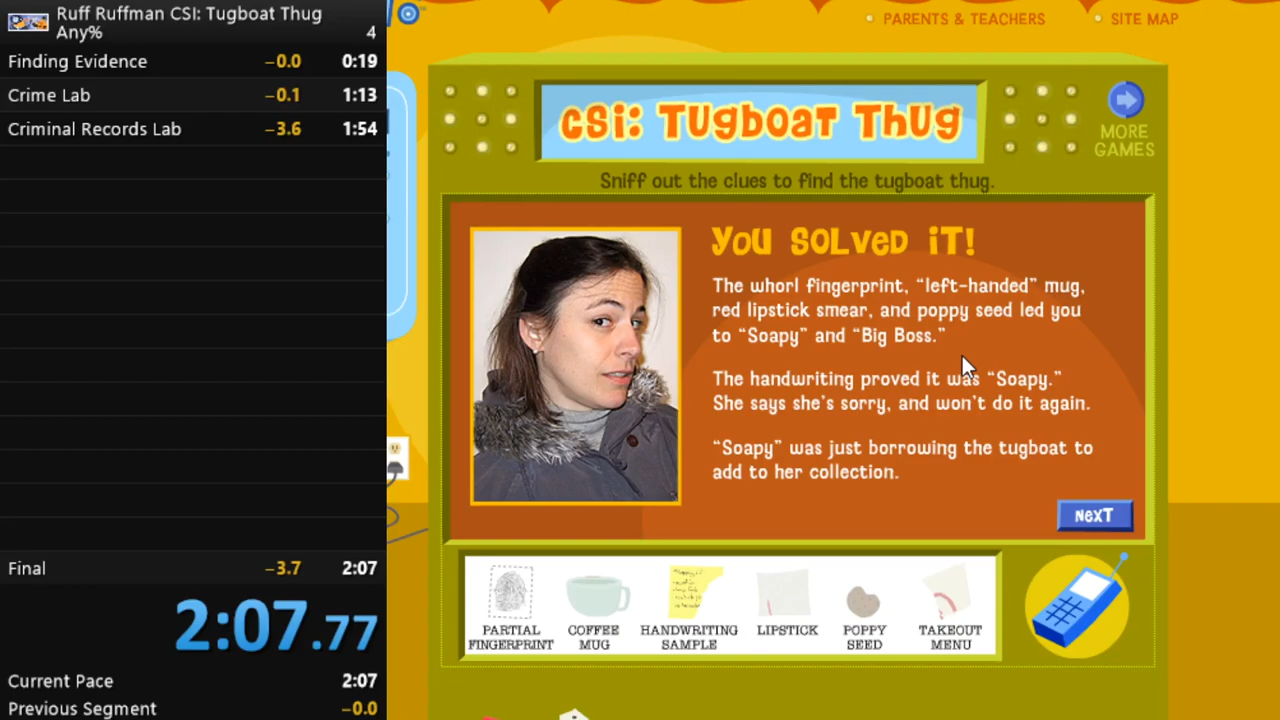 Ruff Ruffman CSI: Tugboat Thug
Any%
4
Finding Evidence -0.0 0:19
Crime Lab -0.1 1:13
Criminal Records Lab -3.6 1:54
Final -3.7 2:07
2:07.77
Current Pace 2:07
Previous Segment -0.0
PARENTS & TEACHERS
SITE MAP
CSI: TUGBOAT THUG
MORE
GAMES
Sniff out the clues to find the tugboat thug.
YOU SOLVED IT!
The whorl fingerprint, “left-handed” mug,
red lipstick smear, and poppy seed led you
to “Soapy” and “Big Boss.”
The handwriting proved it was “Soapy.”
She says she's sorry, and won't do it again.
“Soapy” was just borrowing the tugboat to
add to her collection.
NEXT
PARTIAL
FINGERPRINT
COFFEE
MUG
HANDWRITING
SAMPLE
LIPSTICK
POPPY
SEED
TAKEOUT
MENU